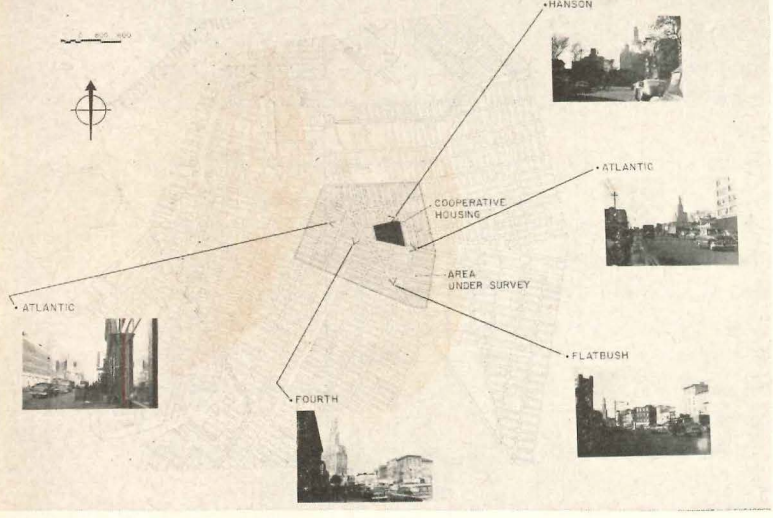 HANSON
ATLANTIC
COOPERATIVE
HOUSING
AREA
UNDER SURVEY
ATLANTIC
FLATBUSH
FOURTH